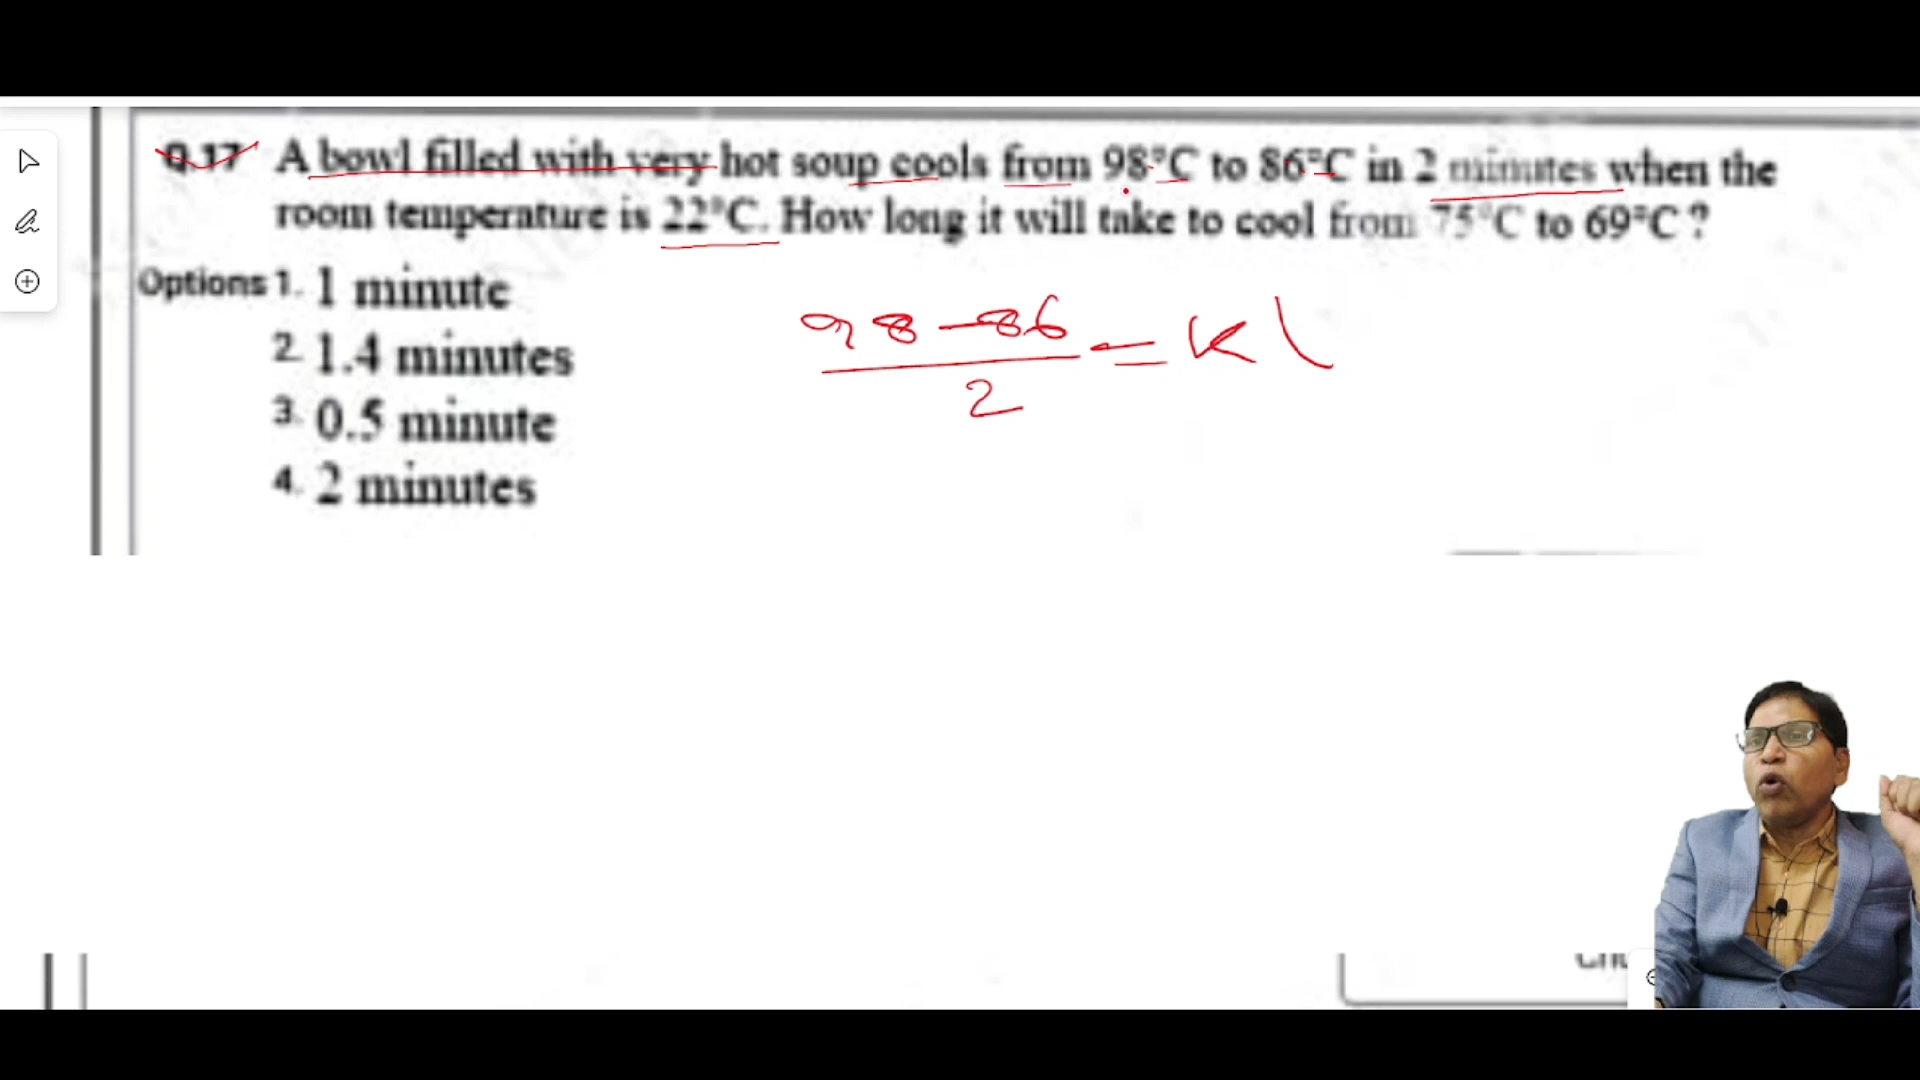 Q.17 A bowl filled with very hot soup cools from 98°C to 86°C in 2 minutes when the
room temperature is 22°C. How long it will take to cool from 75°C to 69°C ?
Options 1. 1 minute
2. 1.4 minutes
3. 0.5 minute
4. 2 minutes
98-86
= K
2